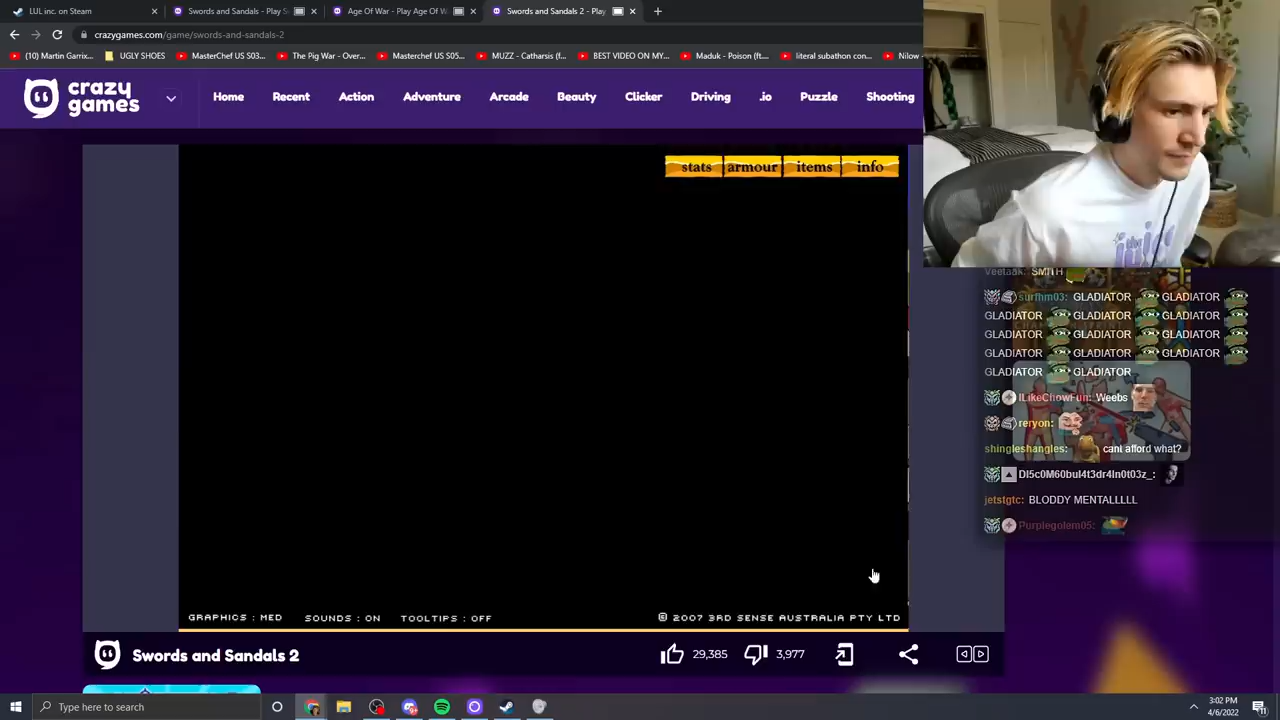 LUL inc. on Steam
Swords and Sandals - Play S
Age Of War - Play Age Of W
Swords and Sandals 2 - Play
crazygames.com/game/swords-and-sandals-2
(10) Martin Garrix...
UGLY SHOES
MasterChef US S03...
The Pig War - Over...
Masterchef US S05...
MUZZ - Catharsis (f...
BEST VIDEO ON MY...
Maduk - Poison (ft...
literal subathon con...
Nilow -
crazy
games
Home
Recent
Action
Adventure
Arcade
Beauty
Clicker
Driving
.io
Puzzle
Shooting
stats
armour
items
info
Veetaak: SMITH
surfhm03: GLADIATOR GLADIATOR
GLADIATOR GLADIATOR GLADIATOR
GLADIATOR GLADIATOR GLADIATOR
GLADIATOR GLADIATOR GLADIATOR
GLADIATOR GLADIATOR
ILikeChowFun: Weebs
reryon:
shingleshangles: cant afford what?
jetstgtc: BLODDY MENTALLLLL
Purplegolem05:
GRAPHICS : MED
SOUNDS : ON
TOOLTIPS : OFF
© 2007 3RD SENSE AUSTRALIA PTY LTD
Swords and Sandals 2
29,385
3,977
Type here to search
3:02 PM
4/6/2022